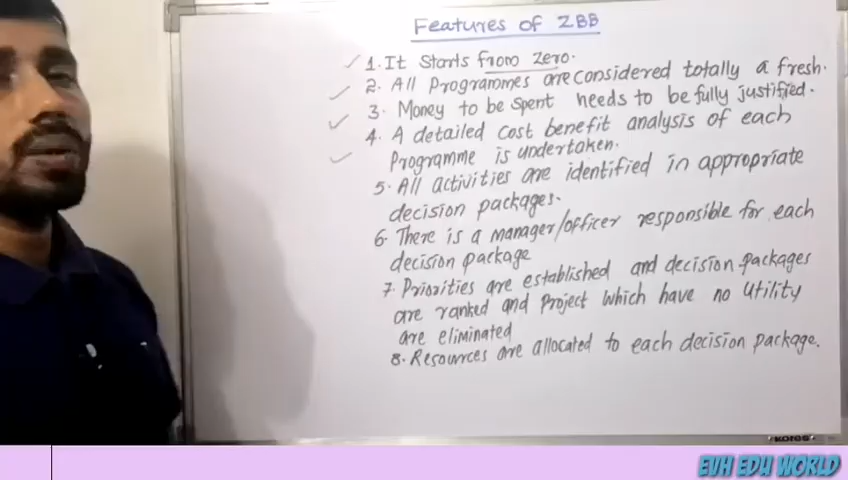 Features of ZBB
1. It Starts from Zero.
2. All Programmes are considered totally a fresh.
3. Money to be spent needs to be fully justified.
4. A detailed cost benefit analysis of each
Programme is undertaken.
5. All activities are identified in appropriate
decision packages.
6. There is a manager/officer responsible for each
decision package
7. Priorities are established and decision packages
are ranked and Project which have no utility
are eliminated
8. Resources are allocated to each decision package.
KOROS
EVH EDU WORLD